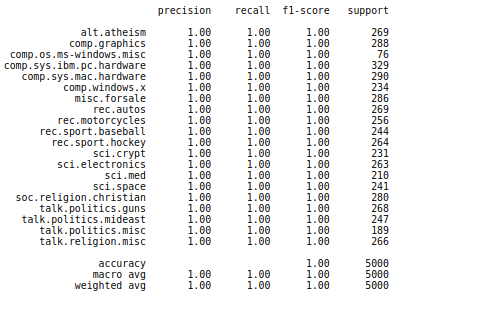 precision recall f1-score support
alt.atheism 1.00 1.00 1.00 269
comp.graphics 1.00 1.00 1.00 288
comp.os.ms-windows.misc 1.00 1.00 1.00 76
comp.sys.ibm.pc.hardware 1.00 1.00 1.00 329
comp.sys.mac.hardware 1.00 1.00 1.00 290
comp.windows.x 1.00 1.00 1.00 234
misc.forsale 1.00 1.00 1.00 286
rec.autos 1.00 1.00 1.00 269
rec.motorcycles 1.00 1.00 1.00 256
rec.sport.baseball 1.00 1.00 1.00 244
rec.sport.hockey 1.00 1.00 1.00 264
sci.crypt 1.00 1.00 1.00 231
sci.electronics 1.00 1.00 1.00 263
sci.med 1.00 1.00 1.00 210
sci.space 1.00 1.00 1.00 241
soc.religion.christian 1.00 1.00 1.00 280
talk.politics.guns 1.00 1.00 1.00 268
talk.politics.mideast 1.00 1.00 1.00 247
talk.politics.misc 1.00 1.00 1.00 189
talk.religion.misc 1.00 1.00 1.00 266
accuracy 1.00 5000
macro avg 1.00 1.00 1.00 5000
weighted avg 1.00 1.00 1.00 5000